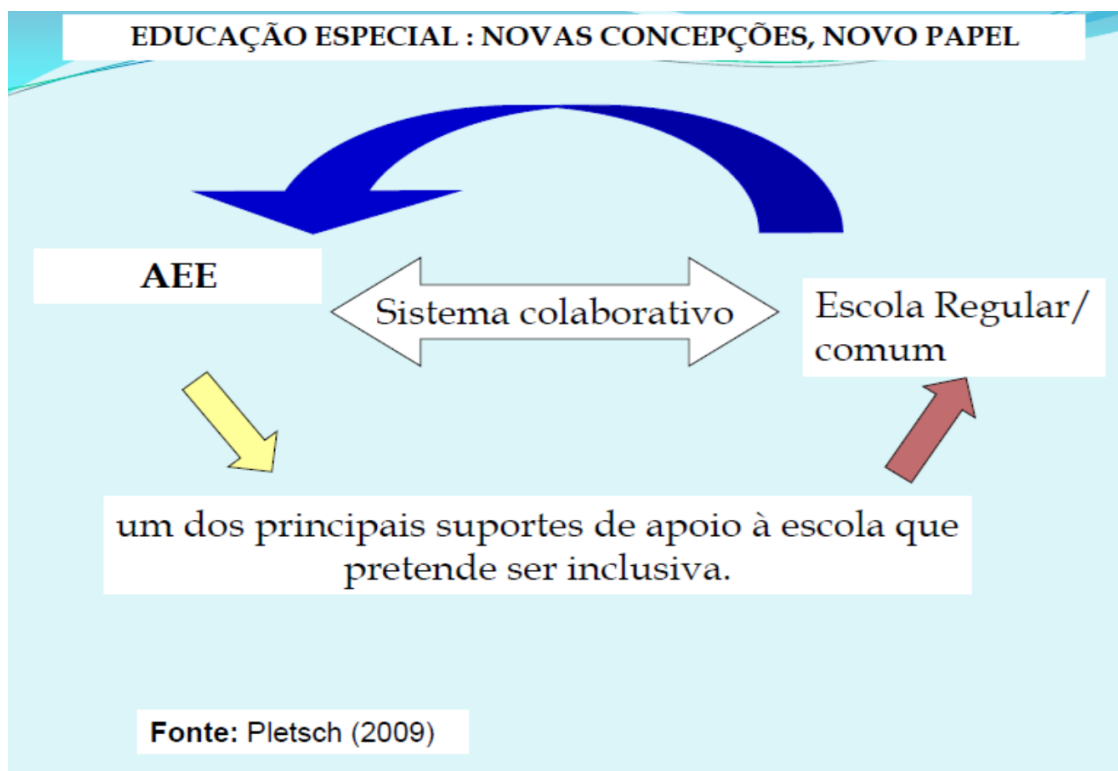 EDUCAÇÃO ESPECIAL : NOVAS CONCEPÇÕES, NOVO PAPEL
AEE
Sistema colaborativo
Escola Regular/
comum
um dos principais suportes de apoio à escola que
pretende ser inclusiva.
Fonte: Pletsch (2009)